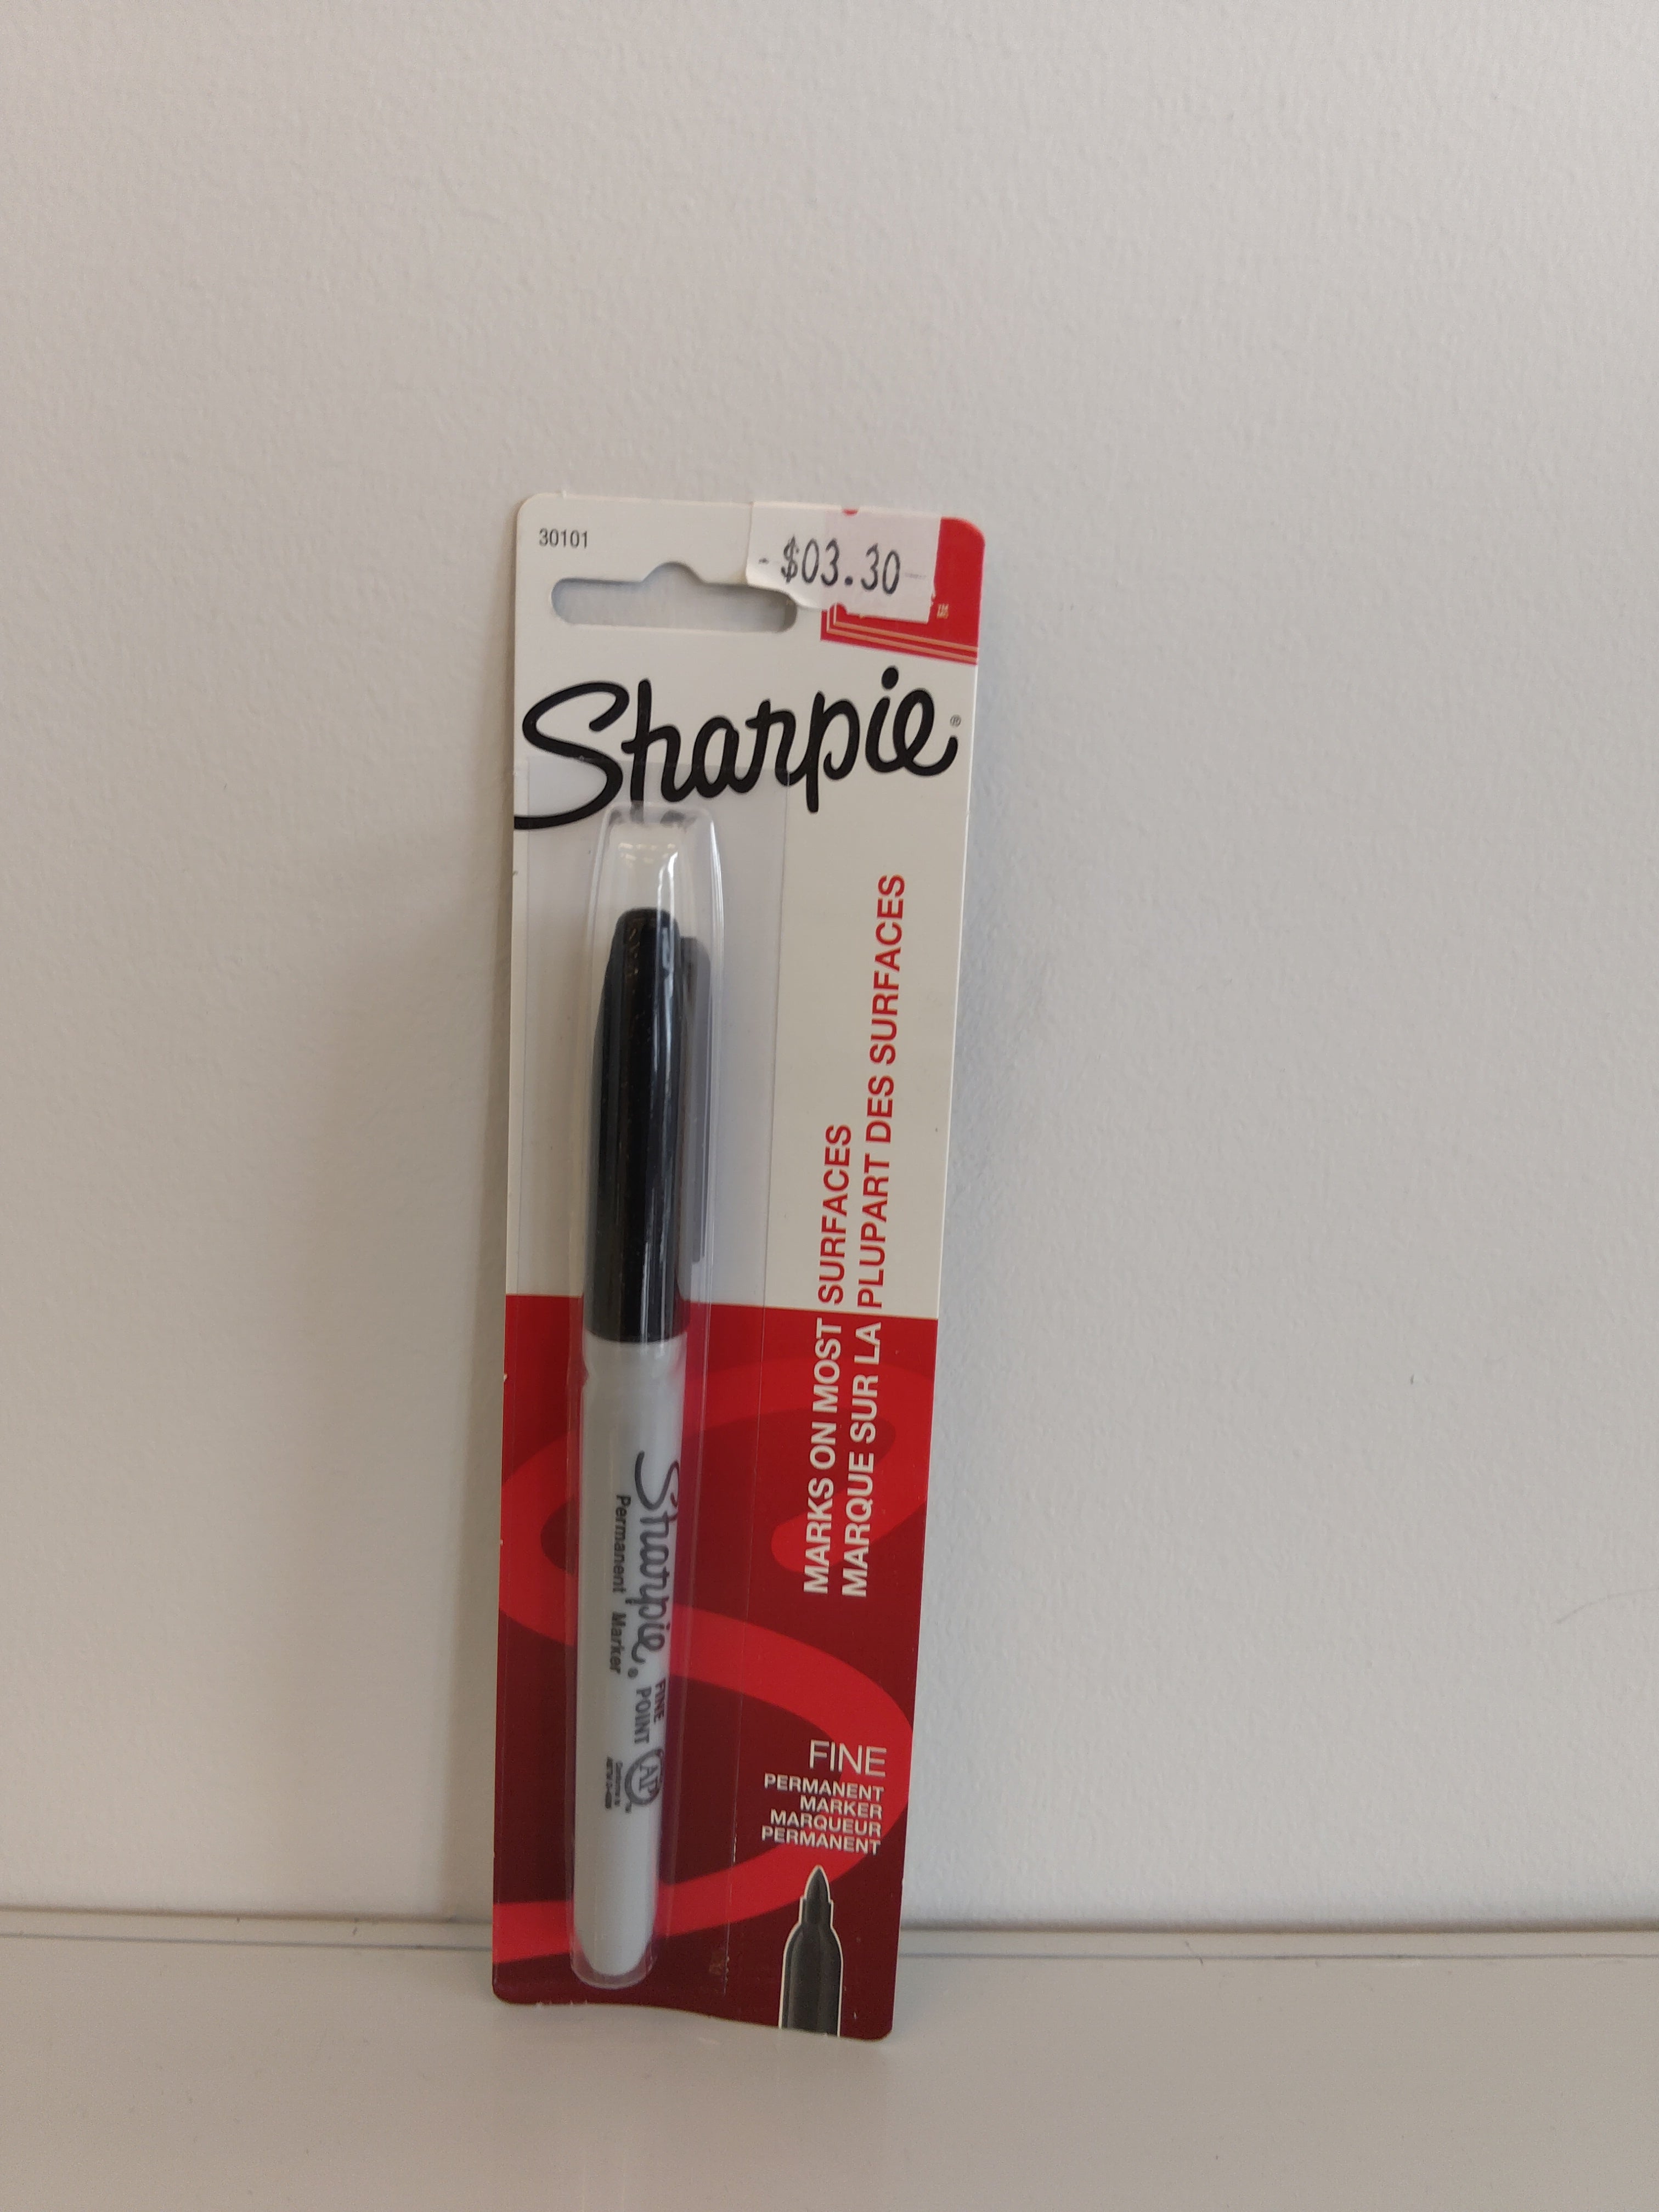 30101
-$03.30-
Sharpie®
MARKS ON MOST SURFACES
MARQUE SUR LA PLUPART DES SURFACES
Sharpie®
Permanent Marker
FINE
POINT
AP
FINE
PERMANENT
MARKER
MARQUEUR
PERMANENT